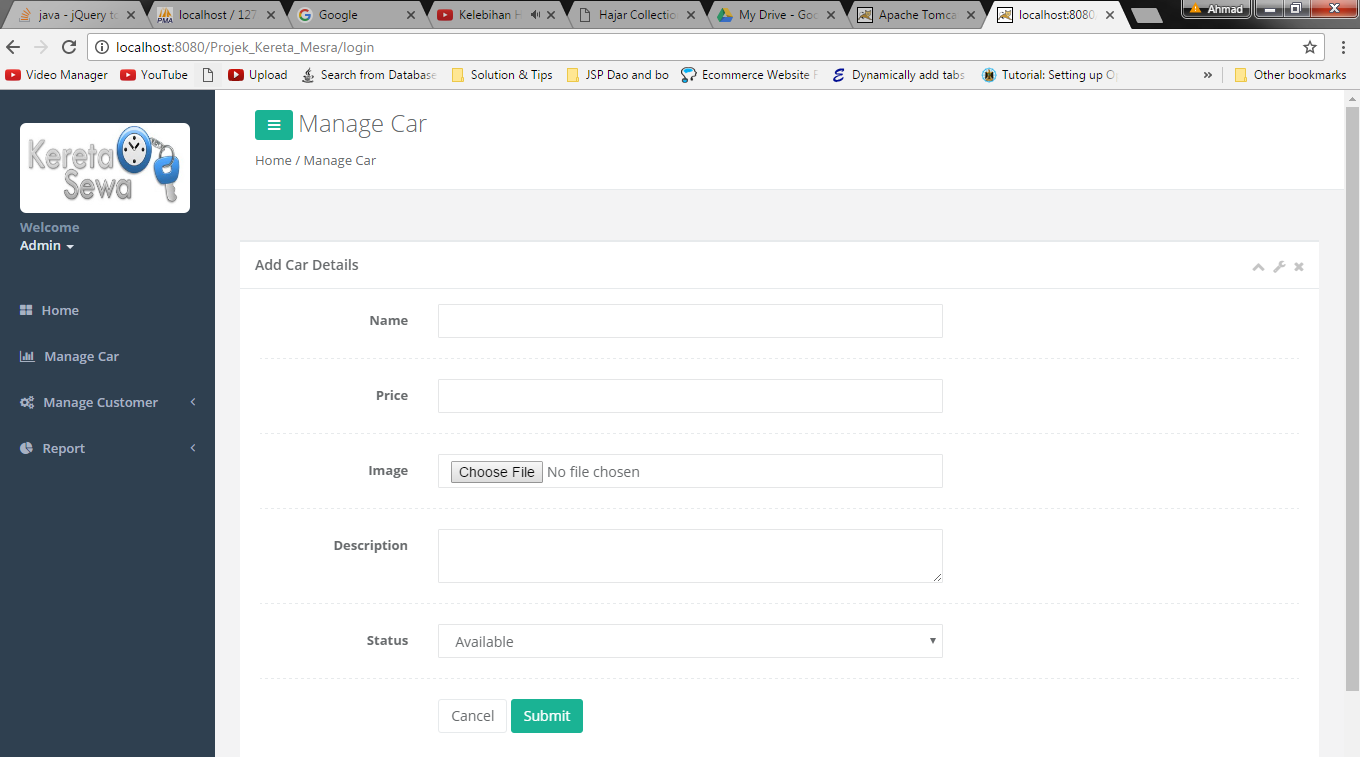 java - jQuery to
localhost / 127
Google
Kelebihan H
Hajar Collection
My Drive - Goo
Apache Tomca
localhost:8080/
Ahmad
localhost:8080/Projek_Kereta_Mesra/login
Video Manager
YouTube
Upload
Search from Database
Solution & Tips
JSP Dao and bo
Ecommerce Website F
Dynamically add tabs
Tutorial: Setting up Op
»
Other bookmarks
Kereta
Sewa
Welcome
Admin
Home
Manage Car
Manage Customer
Report
Manage Car
Home / Manage Car
Add Car Details
Name
Price
Image
Choose File No file chosen
Description
Status
Available
Cancel
Submit